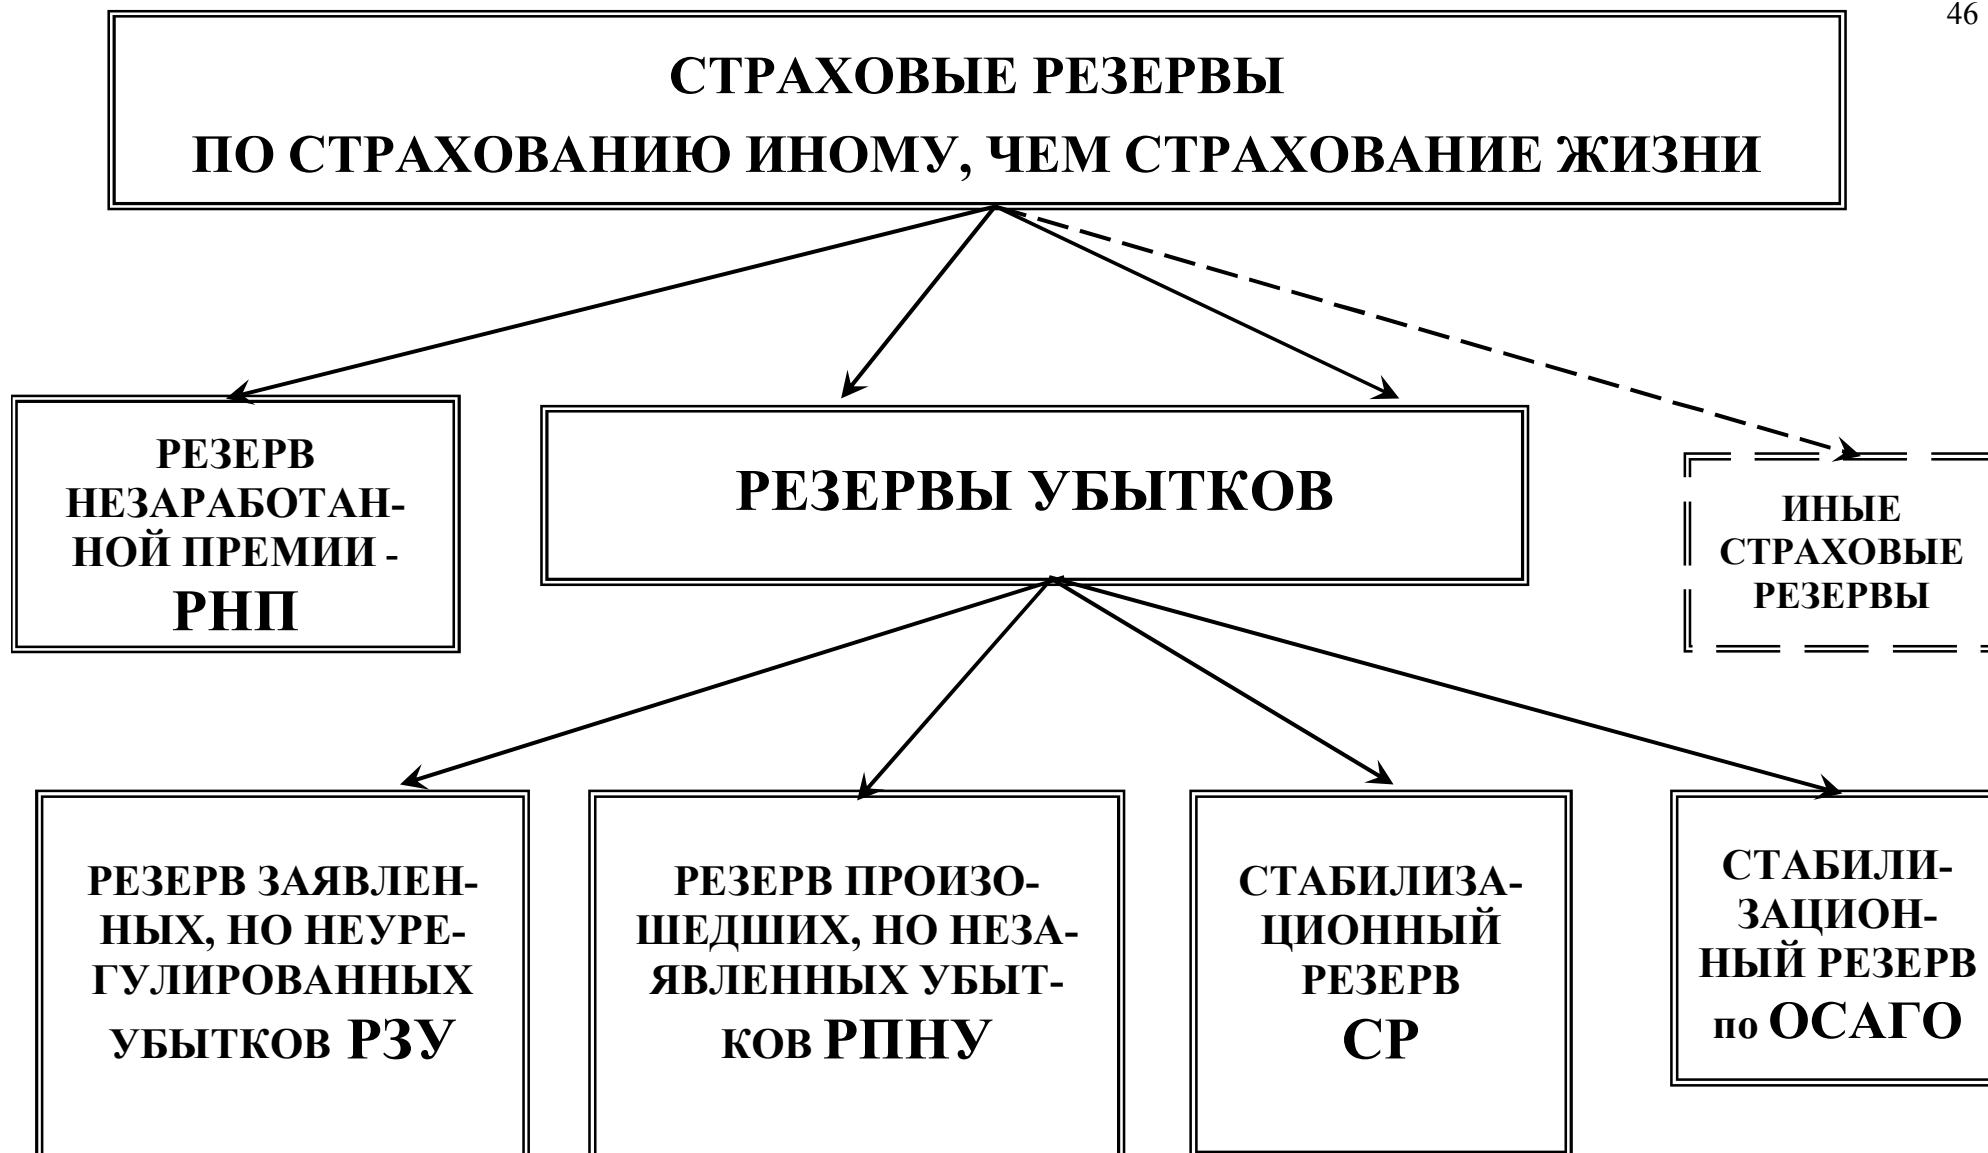 46
СТРАХОВЫЕ РЕЗЕРВЫ
ПО СТРАХОВАНИЮ ИНОМУ, ЧЕМ СТРАХОВАНИЕ ЖИЗНИ
РЕЗЕРВ
НЕЗАРАБОТАН-
НОЙ ПРЕМИИ -
РНП
РЕЗЕРВЫ УБЫТКОВ
ИНЫЕ
СТРАХОВЫЕ
РЕЗЕРВЫ
РЕЗЕРВ ЗАЯВЛЕН-
НЫХ, НО НЕУРЕ-
ГУЛИРОВАННЫХ
УБЫТКОВ РЗУ
РЕЗЕРВ ПРОИЗО-
ШЕДШИХ, НО НЕЗА-
ЯВЛЕННЫХ УБЫТ-
КОВ РПНУ
СТАБИЛИЗА-
ЦИОННЫЙ
РЕЗЕРВ
СР
СТАБИЛИ-
ЗАЦИОН-
НЫЙ РЕЗЕРВ
по ОСАГО